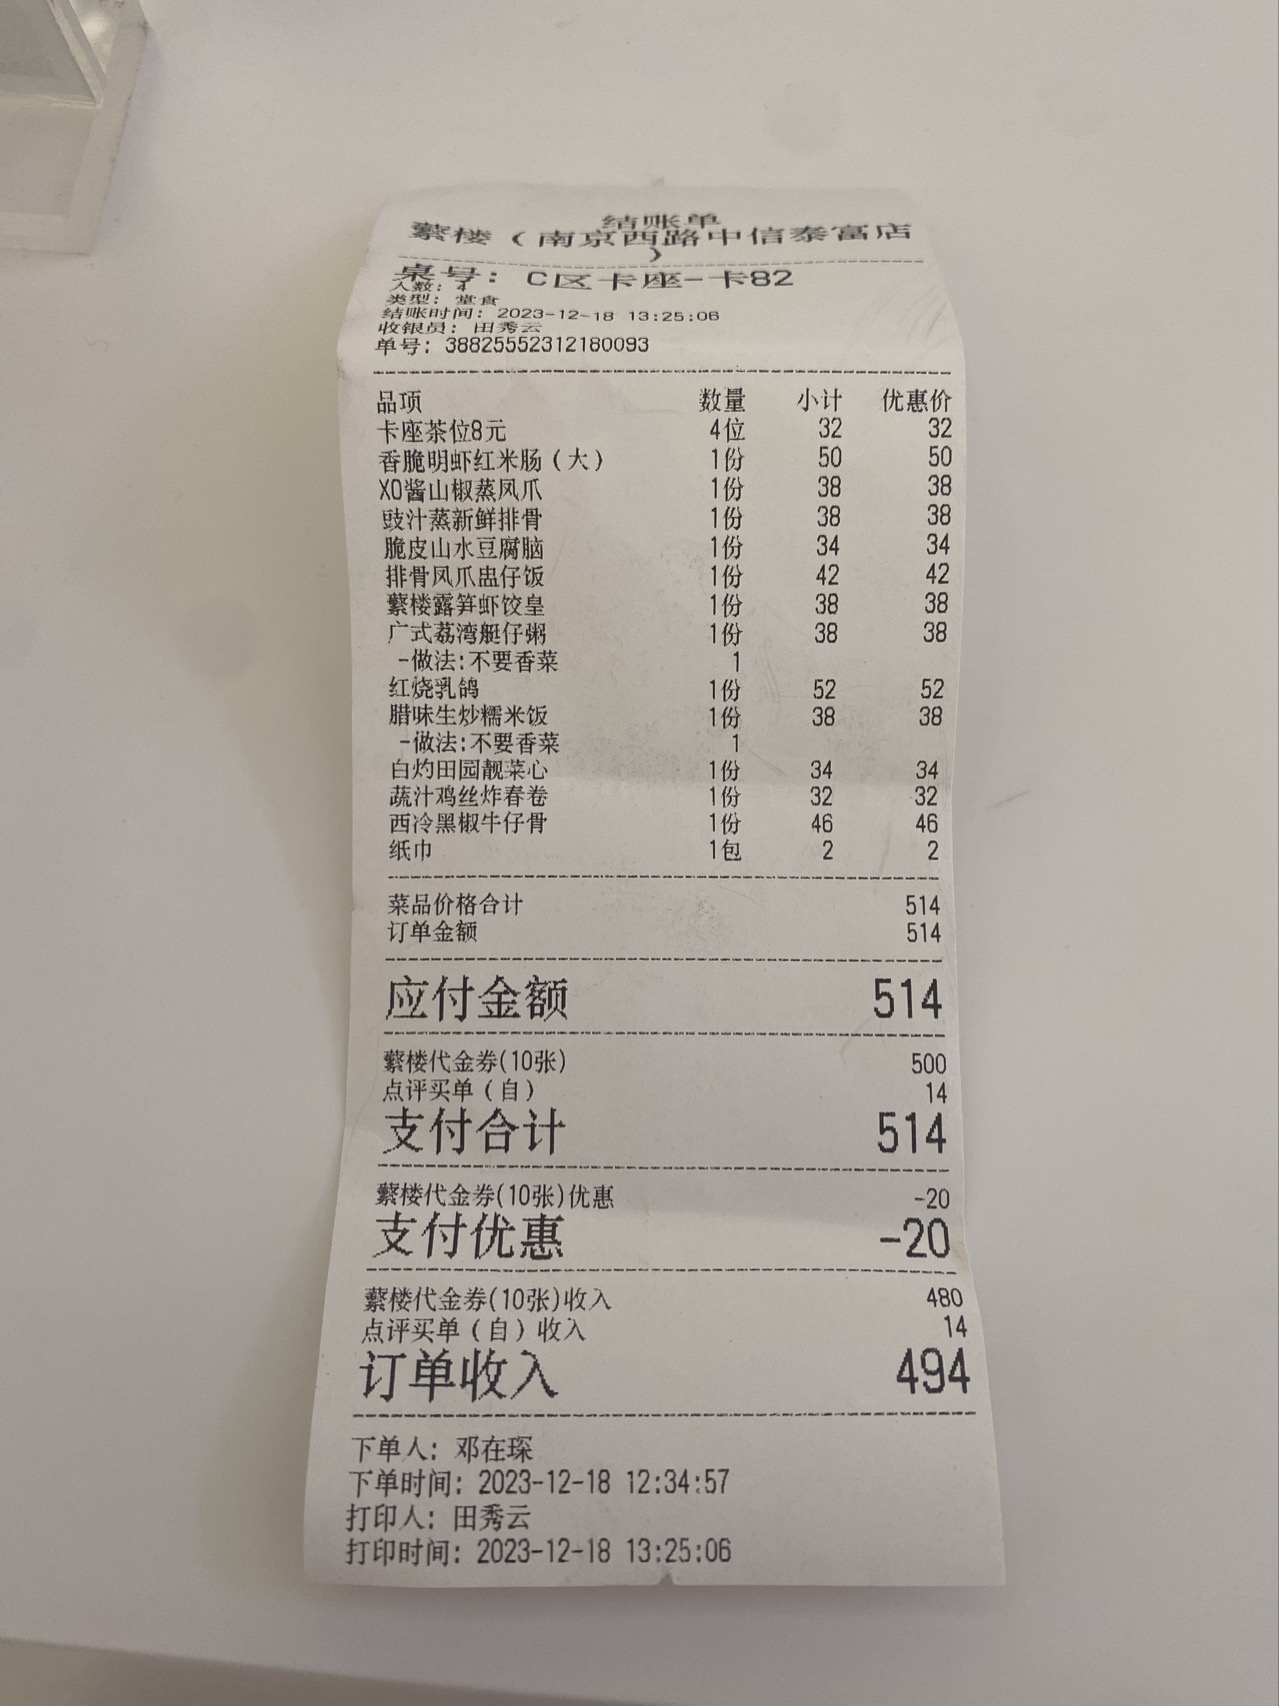 结账单
蘩楼（南京西路中信泰富店
）
桌号： C区卡座-卡82
人数: 4
类型: 堂食
结账时间: 2023-12-18 13:25:06
收银员: 田秀云
单号: 38825552312180093
品项 数量 小计 优惠价
卡座茶位8元 4位 32 32
香脆明虾红米肠（大） 1份 50 50
XO酱山椒蒸凤爪 1份 38 38
豉汁蒸新鲜排骨 1份 38 38
脆皮山水豆腐脑 1份 34 34
排骨凤爪盅仔饭 1份 42 42
蘩楼露笋虾饺皇 1份 38 38
广式荔湾艇仔粥 1份 38 38
-做法:不要香菜 1
红烧乳鸽 1份 52 52
腊味生炒糯米饭 1份 38 38
-做法:不要香菜 1
白灼田园靓菜心 1份 34 34
蔬汁鸡丝炸春卷 1份 32 32
西冷黑椒牛仔骨 1份 46 46
纸巾 1包 2 2
菜品价格合计 514
订单金额 514
应付金额 514
蘩楼代金券(10张) 500
点评买单（自） 14
支付合计 514
蘩楼代金券(10张)优惠 -20
支付优惠 -20
蘩楼代金券(10张)收入 480
点评买单（自）收入 14
订单收入 494
下单人: 邓在琛
下单时间: 2023-12-18 12:34:57
打印人: 田秀云
打印时间: 2023-12-18 13:25:06